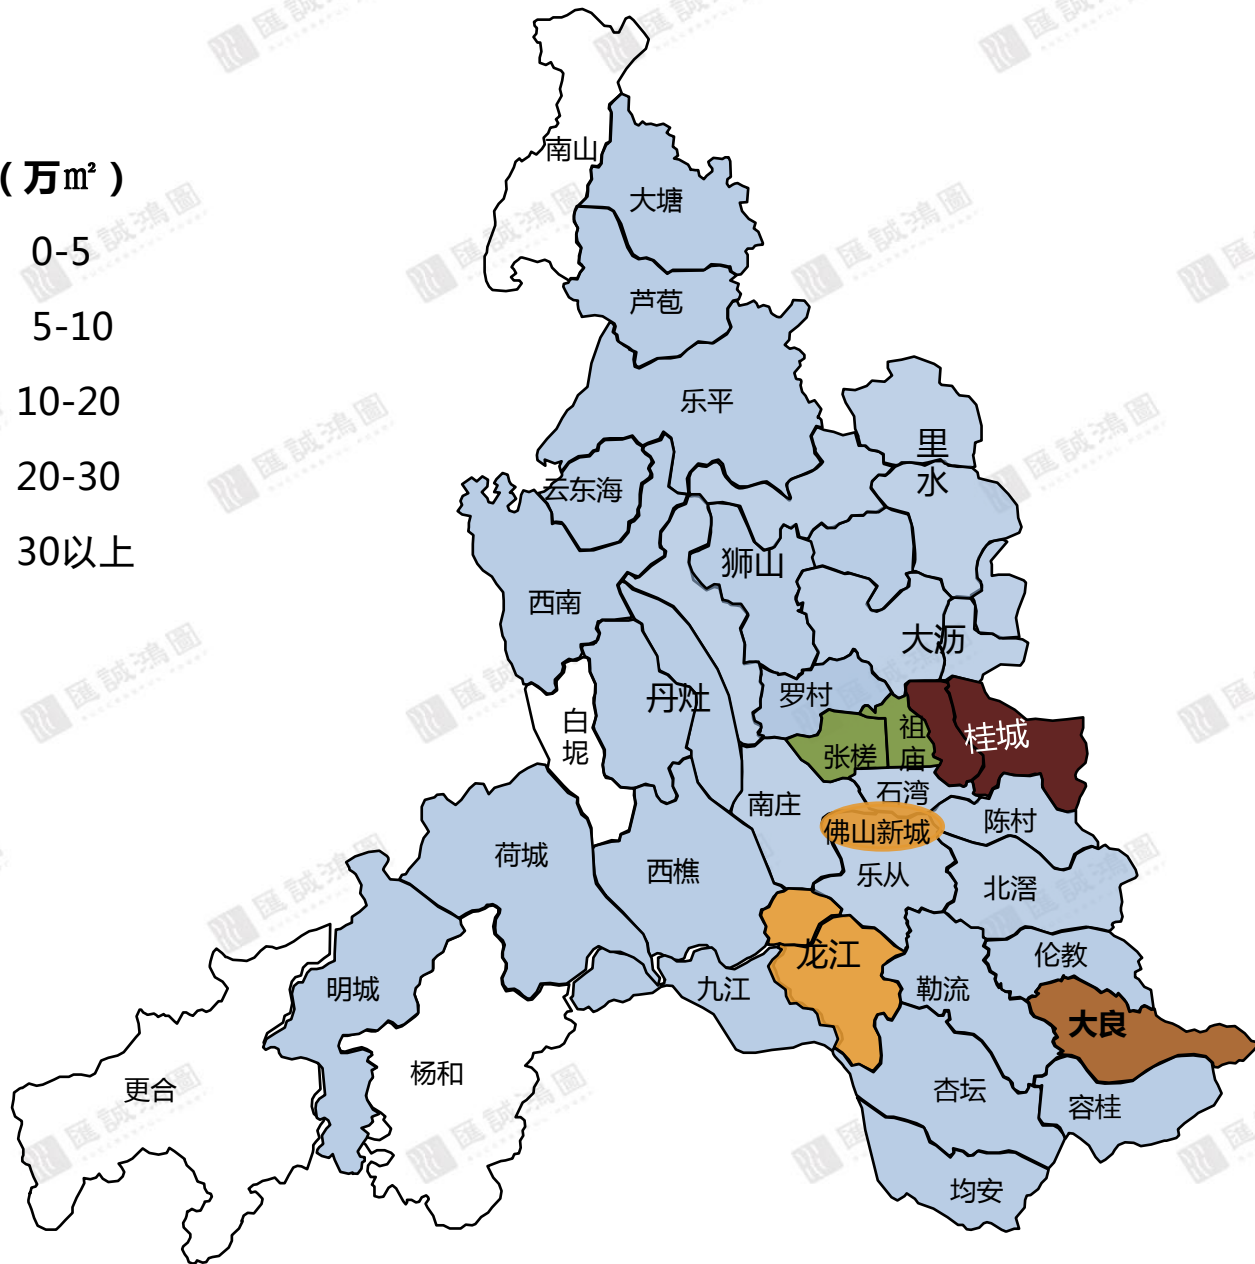 （万㎡）
0-5
5-10
10-20
20-30
30以上
南山
大塘
芦苞
乐平
里
水
云东海
狮山
西南
大沥
丹灶
罗村
白
坭
张槎
祖
庙
桂城
石湾
南庄
佛山新城
陈村
荷城
西樵
乐从
北滘
龙江
伦教
明城
九江
勒流
大良
更合
杨和
杏坛
容桂
均安
匯誠鴻圖